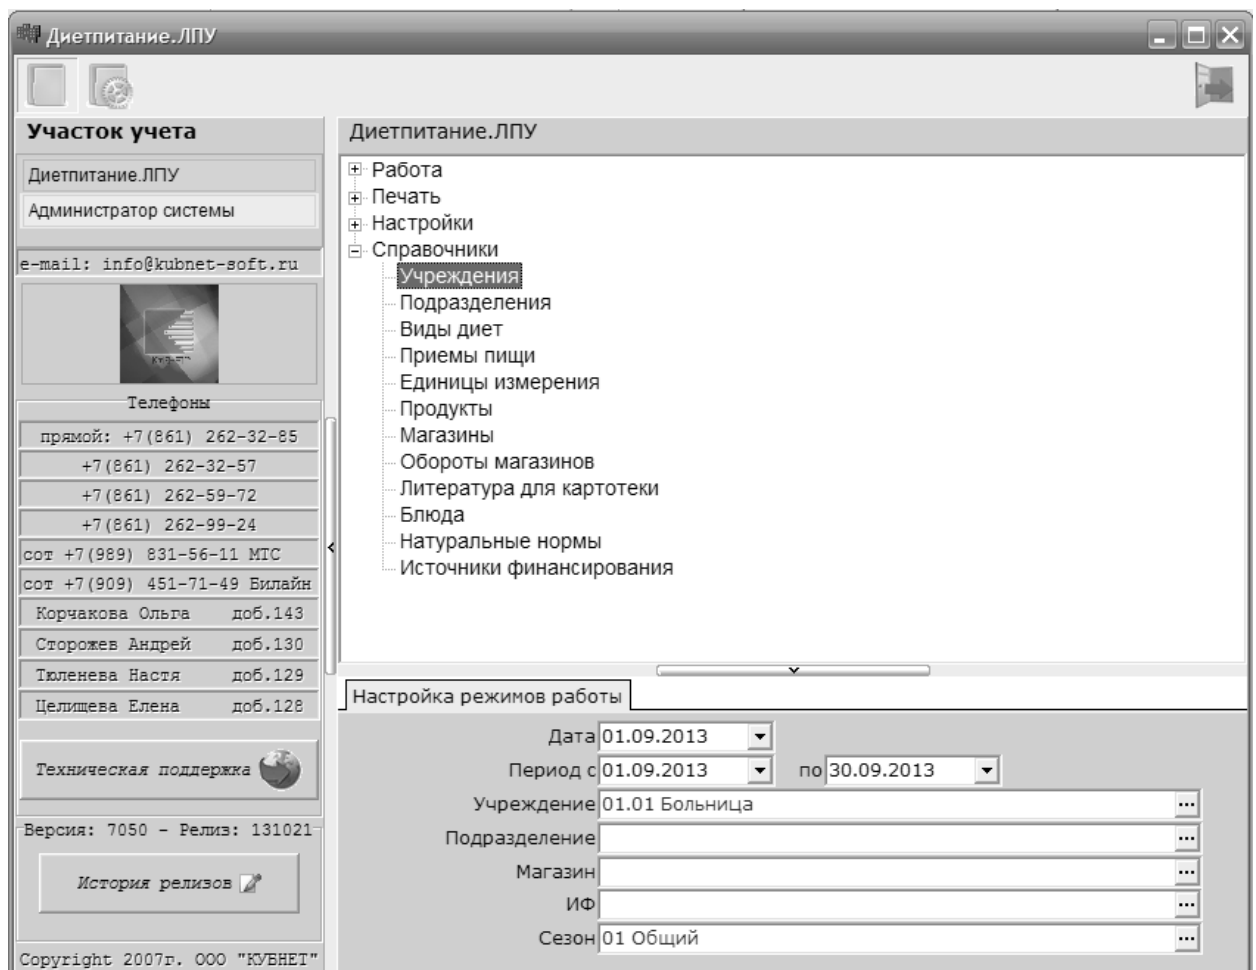 Диетпитание.ЛПУ
Участок учета
Диетпитание.ЛПУ
Администратор системы
e-mail: info@kubnet-soft.ru
Телефоны
прямой: +7(861) 262-32-85
+7(861) 262-32-57
+7(861) 262-59-72
+7(861) 262-99-24
сот +7(989) 831-56-11 МТС
сот +7(909) 451-71-49 Билайн
Корчакова Ольга доб.143
Сторожев Андрей доб.130
Тюленева Настя доб.129
Целищева Елена доб.128
Техническая поддержка
Версия: 7050 - Релиз: 131021
История релизов
Copyright 2007г. ООО "КУБНЕТ"
Диетпитание.ЛПУ
Работа
Печать
Настройки
Справочники
Учреждения
Подразделения
Виды диет
Приемы пищи
Единицы измерения
Продукты
Магазины
Обороты магазинов
Литература для картотеки
Блюда
Натуральные нормы
Источники финансирования
Настройка режимов работы
Дата 01.09.2013
Период с 01.09.2013 по 30.09.2013
Учреждение 01.01 Больница
Подразделение
Магазин
ИФ
Сезон 01 Общий